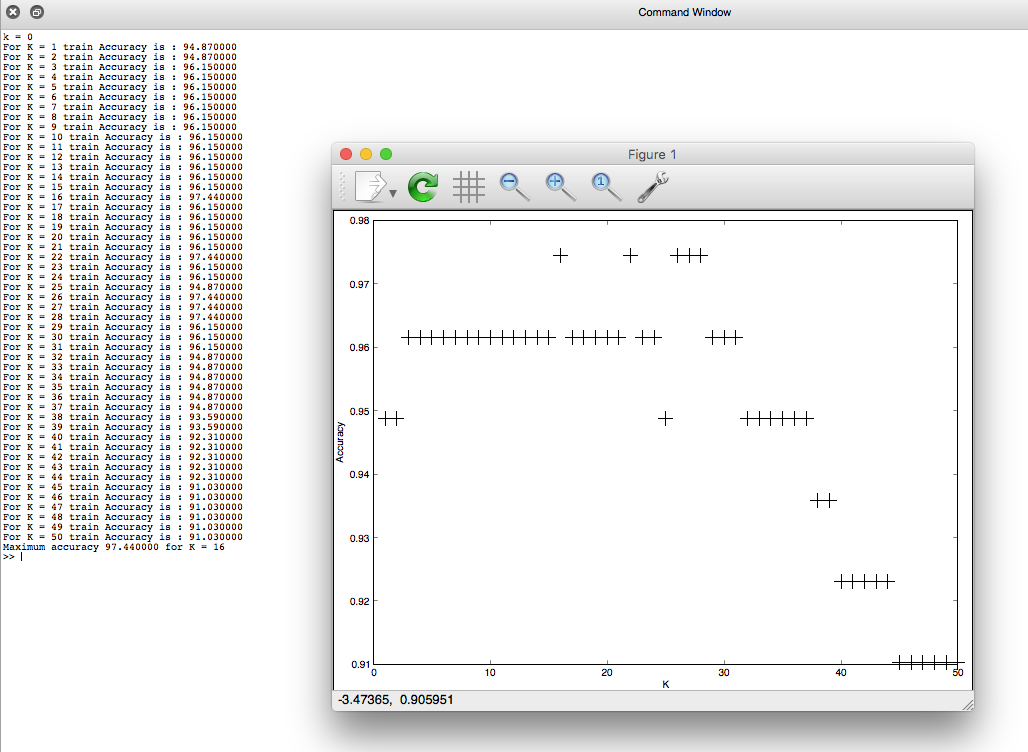 Command Window
k = 0
For K = 1 train Accuracy is : 94.870000
For K = 2 train Accuracy is : 94.870000
For K = 3 train Accuracy is : 96.150000
For K = 4 train Accuracy is : 96.150000
For K = 5 train Accuracy is : 96.150000
For K = 6 train Accuracy is : 96.150000
For K = 7 train Accuracy is : 96.150000
For K = 8 train Accuracy is : 96.150000
For K = 9 train Accuracy is : 96.150000
For K = 10 train Accuracy is : 96.150000
For K = 11 train Accuracy is : 96.150000
For K = 12 train Accuracy is : 96.150000
For K = 13 train Accuracy is : 96.150000
For K = 14 train Accuracy is : 96.150000
For K = 15 train Accuracy is : 96.150000
For K = 16 train Accuracy is : 97.440000
For K = 17 train Accuracy is : 96.150000
For K = 18 train Accuracy is : 96.150000
For K = 19 train Accuracy is : 96.150000
For K = 20 train Accuracy is : 96.150000
For K = 21 train Accuracy is : 96.150000
For K = 22 train Accuracy is : 97.440000
For K = 23 train Accuracy is : 96.150000
For K = 24 train Accuracy is : 96.150000
For K = 25 train Accuracy is : 94.870000
For K = 26 train Accuracy is : 97.440000
For K = 27 train Accuracy is : 97.440000
For K = 28 train Accuracy is : 97.440000
For K = 29 train Accuracy is : 96.150000
For K = 30 train Accuracy is : 96.150000
For K = 31 train Accuracy is : 96.150000
For K = 32 train Accuracy is : 94.870000
For K = 33 train Accuracy is : 94.870000
For K = 34 train Accuracy is : 94.870000
For K = 35 train Accuracy is : 94.870000
For K = 36 train Accuracy is : 94.870000
For K = 37 train Accuracy is : 94.870000
For K = 38 train Accuracy is : 93.590000
For K = 39 train Accuracy is : 93.590000
For K = 40 train Accuracy is : 92.310000
For K = 41 train Accuracy is : 92.310000
For K = 42 train Accuracy is : 92.310000
For K = 43 train Accuracy is : 92.310000
For K = 44 train Accuracy is : 92.310000
For K = 45 train Accuracy is : 91.030000
For K = 46 train Accuracy is : 91.030000
For K = 47 train Accuracy is : 91.030000
For K = 48 train Accuracy is : 91.030000
For K = 49 train Accuracy is : 91.030000
For K = 50 train Accuracy is : 91.030000
Maximum accuracy 97.440000 for K = 16
>>
Figure 1
1
0.98
0.97
0.96
0.95
0.94
0.93
0.92
0.91
Accuracy
0 10 20 30 40 50
K
-3.47365, 0.905951